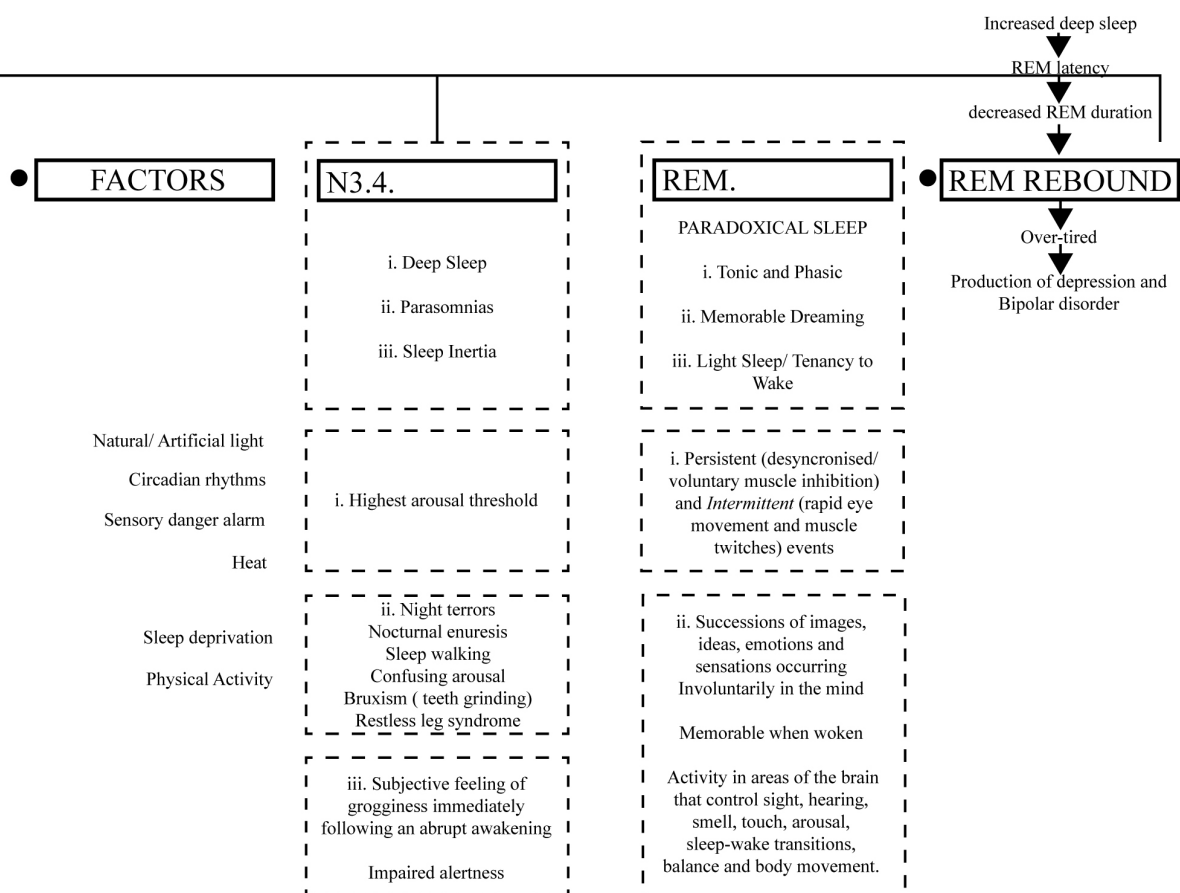 Increased deep sleep
REM latency
decreased REM duration
FACTORS
N3.4.
REM.
REM REBOUND
PARADOXICAL SLEEP
i. Deep Sleep
ii. Parasomnias
iii. Sleep Inertia
i. Tonic and Phasic
ii. Memorable Dreaming
iii. Light Sleep/ Tenancy to
Wake
Over-tired
Production of depression and
Bipolar disorder
Natural/ Artificial light
Circadian rhythms
Sensory danger alarm
Heat
Sleep deprivation
Physical Activity
i. Highest arousal threshold
ii. Night terrors
Nocturnal enuresis
Sleep walking
Confusing arousal
Bruxism ( teeth grinding)
Restless leg syndrome
iii. Subjective feeling of
grogginess immediately
following an abrupt awakening
Impaired alertness
i. Persistent (desyncronised/
voluntary muscle inhibition)
and Intermittent (rapid eye
movement and muscle
twitches) events
ii. Successions of images,
ideas, emotions and
sensations occurring
Involuntarily in the mind
Memorable when woken
Activity in areas of the brain
that control sight, hearing,
smell, touch, arousal,
sleep-wake transitions,
balance and body movement.